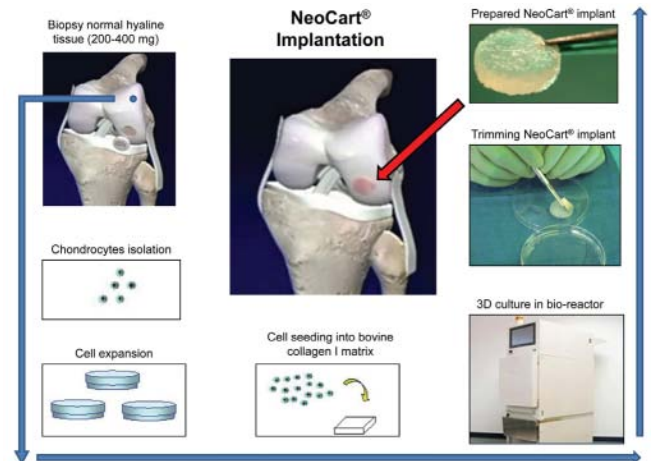 Biopsy normal hyaline
tissue (200-400 mg)
NeoCart®
Implantation
Prepared NeoCart® implant
Trimming NeoCart® implant
Chondrocytes isolation
3D culture in bio-reactor
Cell expansion
Cell seeding into bovine
collagen I matrix